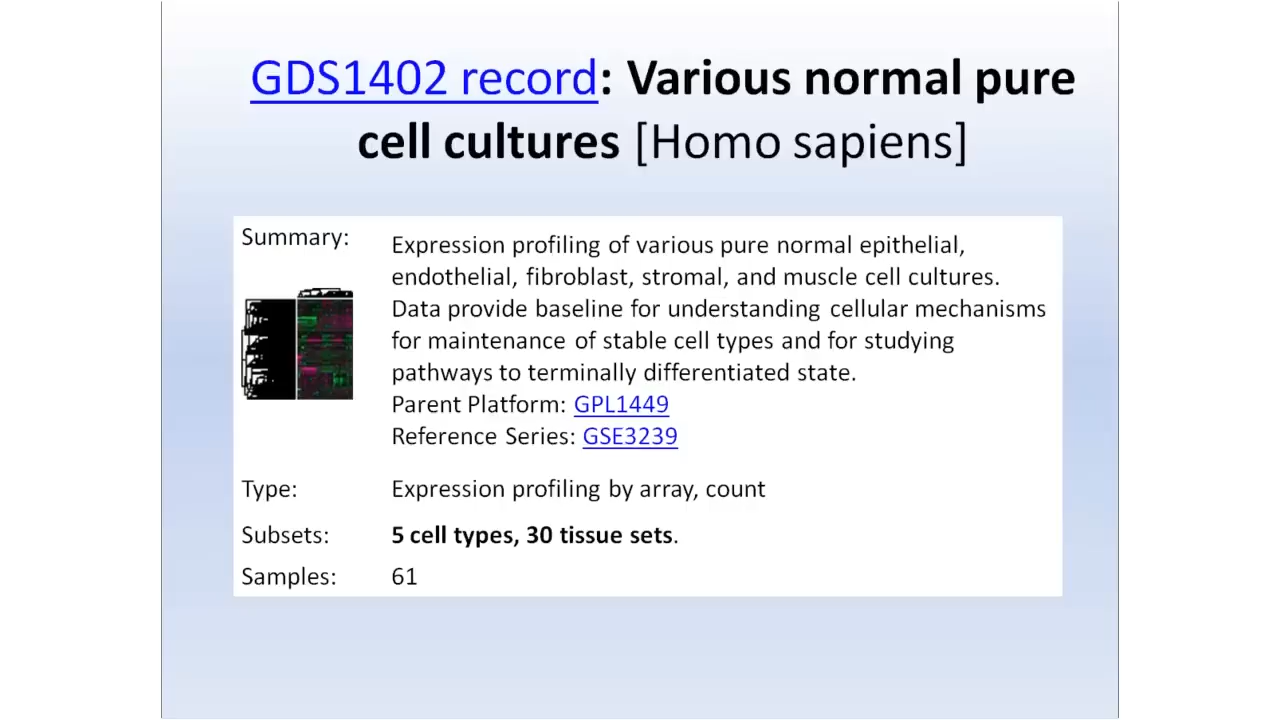 GDS1402 record: Various normal pure
cell cultures [Homo sapiens]
Summary:
Expression profiling of various pure normal epithelial,
endothelial, fibroblast, stromal, and muscle cell cultures.
Data provide baseline for understanding cellular mechanisms
for maintenance of stable cell types and for studying
pathways to terminally differentiated state.
Parent Platform: GPL1449
Reference Series: GSE3239
Type: Expression profiling by array, count
Subsets: 5 cell types, 30 tissue sets.
Samples: 61